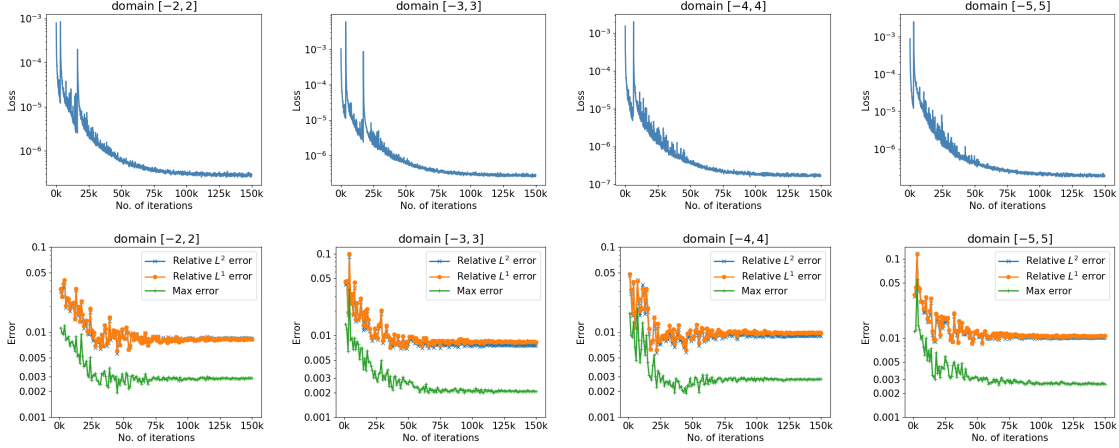 domain [−2, 2]
10⁻³
10⁻⁴
10⁻⁵
10⁻⁶
Loss
0k 25k 50k 75k 100k 125k 150k
No. of iterations
domain [−3, 3]
10⁻³
10⁻⁴
10⁻⁵
10⁻⁶
Loss
0k 25k 50k 75k 100k 125k 150k
No. of iterations
domain [−4, 4]
10⁻³
10⁻⁴
10⁻⁵
10⁻⁶
10⁻⁷
Loss
0k 25k 50k 75k 100k 125k 150k
No. of iterations
domain [−5, 5]
10⁻³
10⁻⁴
10⁻⁵
10⁻⁶
Loss
0k 25k 50k 75k 100k 125k 150k
No. of iterations
domain [−2, 2]
0.1
0.05
0.01
0.005
0.003
0.001
Error
Relative L² error
Relative L¹ error
Max error
0k 25k 50k 75k 100k 125k 150k
No. of iterations
domain [−3, 3]
0.1
0.05
0.01
0.005
0.003
0.001
Error
Relative L² error
Relative L¹ error
Max error
0k 25k 50k 75k 100k 125k 150k
No. of iterations
domain [−4, 4]
0.1
0.05
0.01
0.005
0.003
0.001
Error
Relative L² error
Relative L¹ error
Max error
0k 25k 50k 75k 100k 125k 150k
No. of iterations
domain [−5, 5]
0.1
0.05
0.01
0.005
0.003
0.001
Error
Relative L² error
Relative L¹ error
Max error
0k 25k 50k 75k 100k 125k 150k
No. of iterations